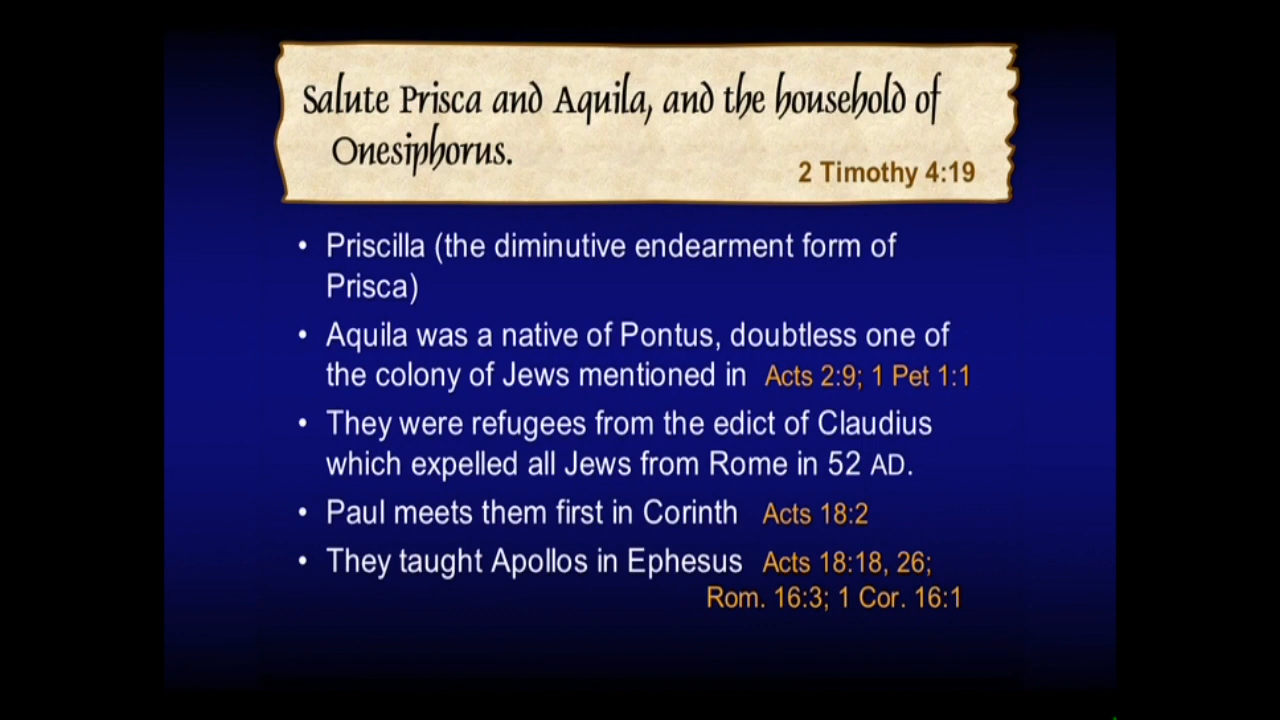 Salute Prisca and Aquila, and the household of
Onesiphorus.
2 Timothy 4:19
• Priscilla (the diminutive endearment form of
Prisca)
• Aquila was a native of Pontus, doubtless one of
the colony of Jews mentioned in Acts 2:9; 1 Pet 1:1
• They were refugees from the edict of Claudius
which expelled all Jews from Rome in 52 AD.
• Paul meets them first in Corinth Acts 18:2
• They taught Apollos in Ephesus Acts 18:18, 26;
Rom. 16:3; 1 Cor. 16:1